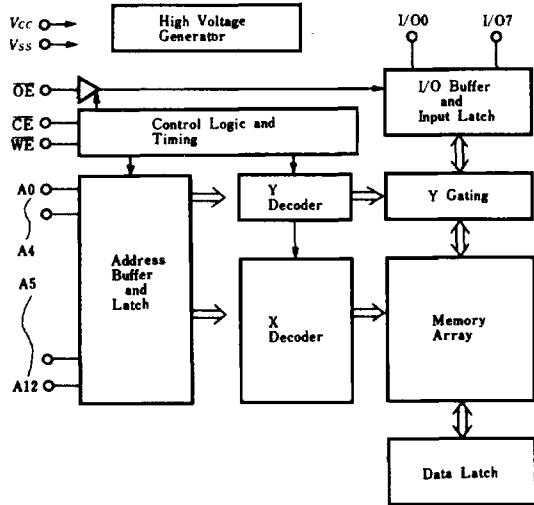 VCC
VSS
High Voltage
Generator
I/O0
I/O7
OE
I/O Buffer
and
Input Latch
CE
WE
Control Logic and
Timing
A0
A4
A5
A12
Address
Buffer
and
Latch
Y
Decoder
Y Gating
X
Decoder
Memory
Array
Data Latch